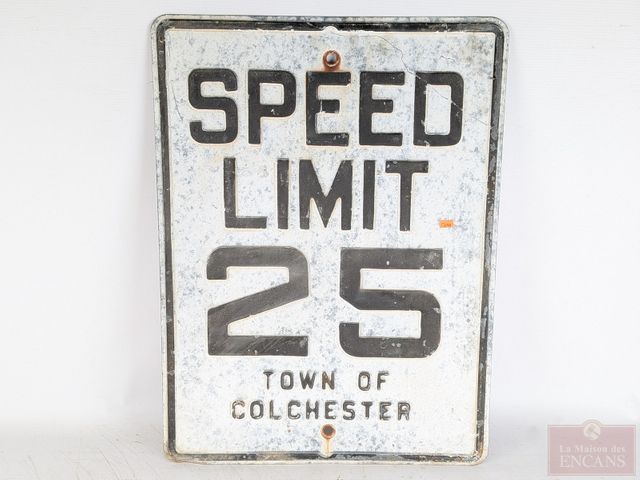 SPEED
LIMIT
25
TOWN OF
COLCHESTER
La Maison des
ENCANS